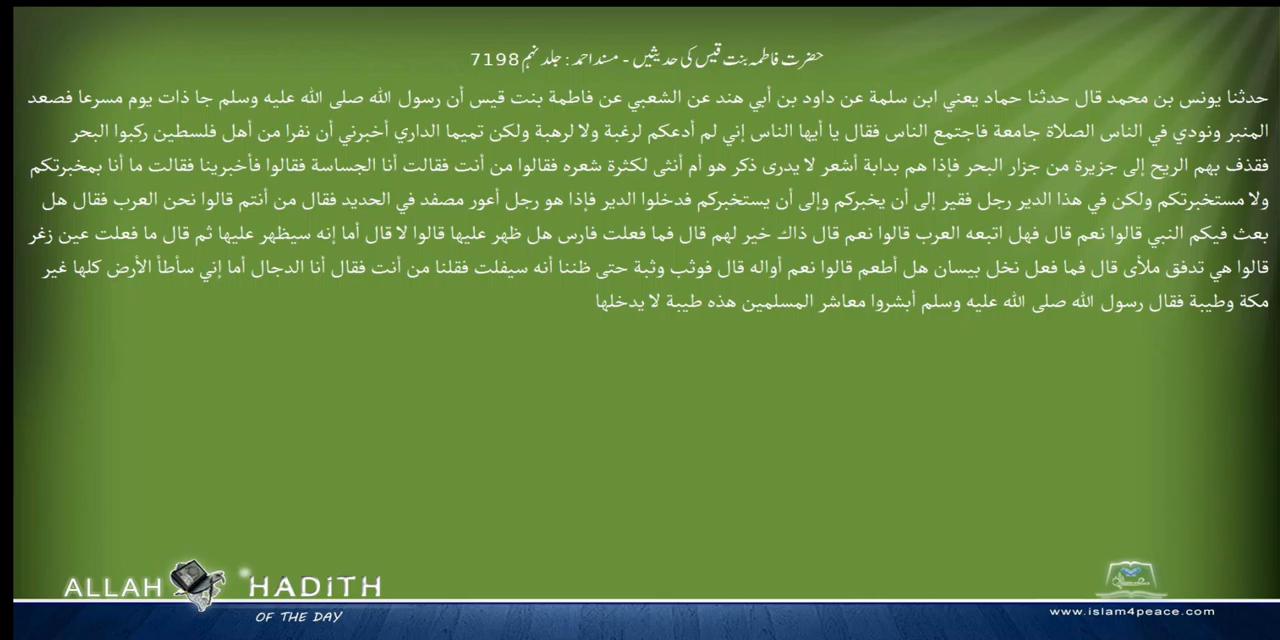 حضرت فاطمہ بنت قیس کی حدیثیں - مسند احمد: جلد نہم 7198
حدثنا يونس بن محمد قال حدثنا حماد يعني ابن سلمة عن داود بن أبي هند عن الشعبي عن فاطمة بنت قيس أن رسول الله صلى الله عليه وسلم جا ذات يوم مسرعا فصعد
المنبر ونودي في الناس الصلاة جامعة فاجتمع الناس فقال يا أيها الناس إني لم أدعكم لرغبة ولا لرهبة ولكن تميما الداري أخبرني أن نفرا من أهل فلسطين ركبوا البحر
فقذف بهم الريح إلى جزيرة من جزار البحر فإذا هم بدابة أشعر لا يدرى ذكر هو أم أنثى لكثرة شعره فقالوا من أنت فقالت أنا الجساسة فقالوا فأخبرينا فقالت ما أنا بمخبرتكم
ولا مستخبرتكم ولكن في هذا الدير رجل فقير إلى أن يخبركم وإلى أن يستخبركم فدخلوا الدير فإذا هو رجل أعور مصفد في الحديد فقال من أنتم قالوا نحن العرب فقال هل
بعث فيكم النبي قالوا نعم قال فهل اتبعه العرب قالوا نعم قال ذاك خير لهم قال فما فعلت فارس هل ظهر عليها قالوا لا قال أما إنه سيظهر عليها ثم قال ما فعلت عين زغر
قالوا هي تدفق ملأى قال فما فعل نخل بيسان هل أطعم قالوا نعم أواله قال فوثب وثبة حتى ظننا أنه سيفلت فقلنا من أنت فقال أنا الدجال أما إني سأطأ الأرض كلها غير
مكة وطيبة فقال رسول الله صلى الله عليه وسلم أبشروا معاشر المسلمين هذه طيبة لا يدخلها
ALLAH HADITH
OF THE DAY
www.islam4peace.com